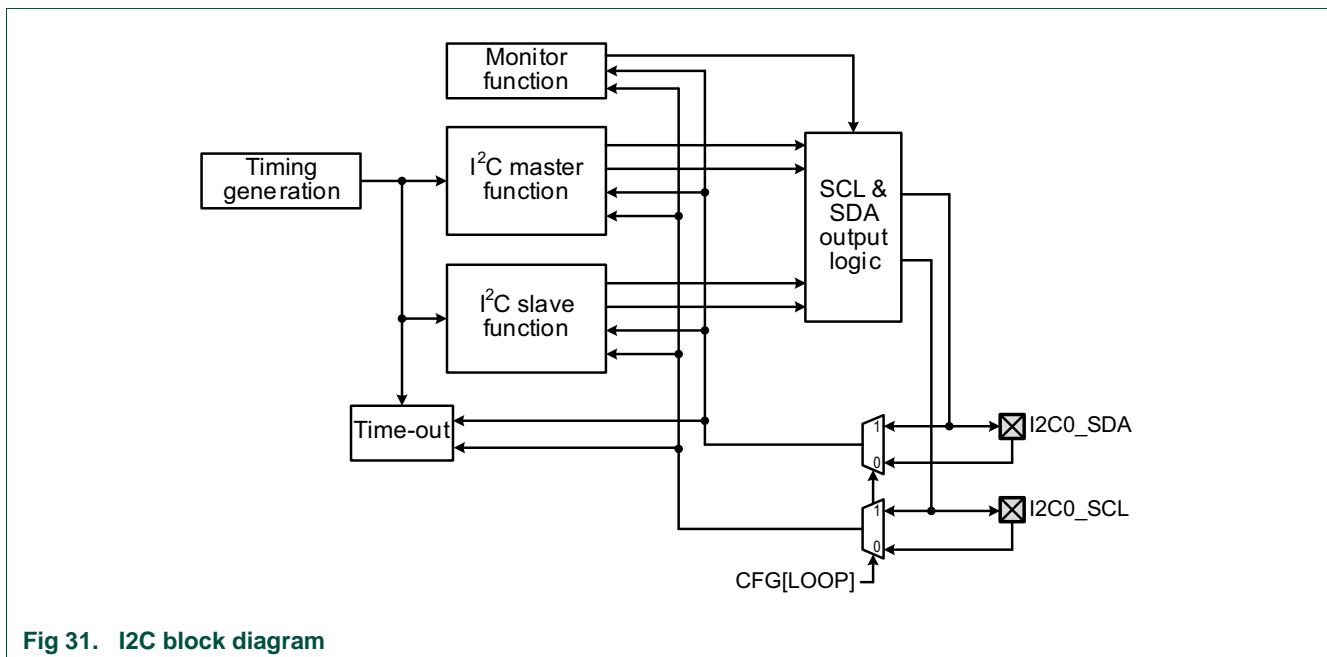 Monitor
function
Timing
generation
I²C master
function
SCL &
SDA
output
logic
I²C slave
function
Time-out
1
0
I2C0_SDA
1
0
I2C0_SCL
CFG[LOOP]
Fig 31. I2C block diagram